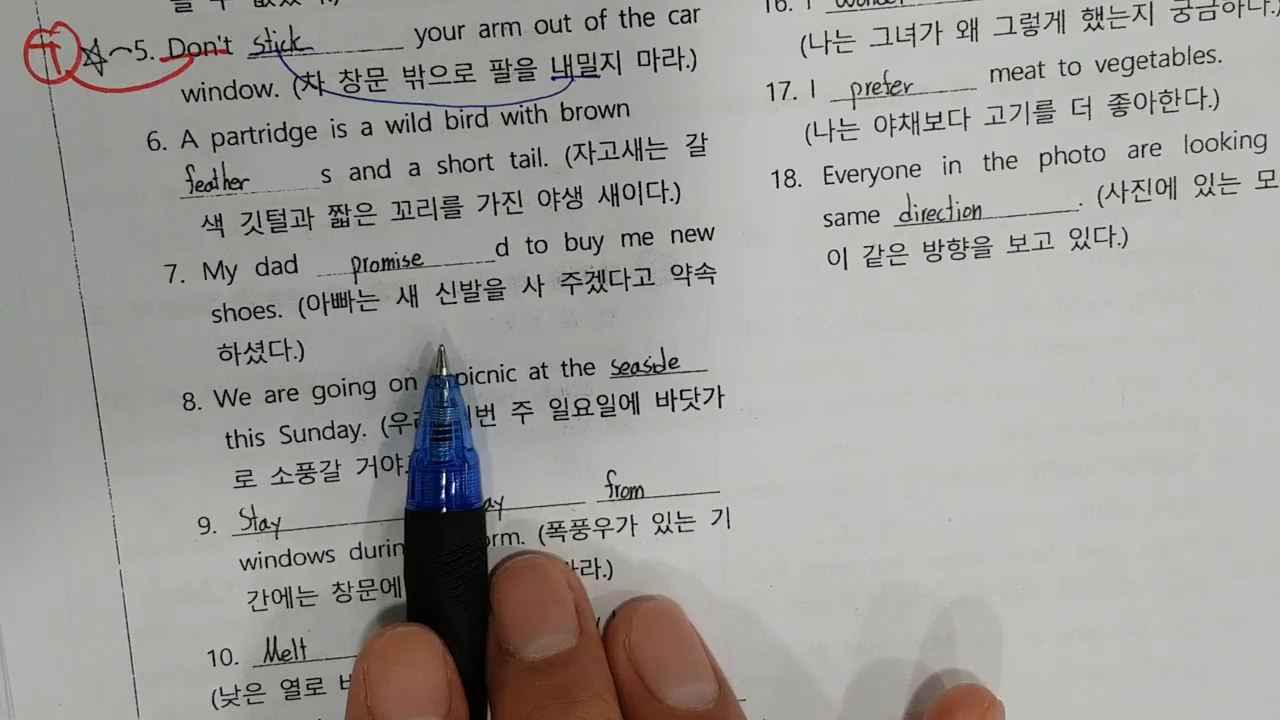 5. Don't stick your arm out of the car
window. (차 창문 밖으로 팔을 내밀지 마라.)
6. A partridge is a wild bird with brown
feather s and a short tail. (자고새는 갈
색 깃털과 짧은 꼬리를 가진 야생 새이다.)
7. My dad promise d to buy me new
shoes. (아빠는 새 신발을 사 주겠다고 약속
하셨다.)
8. We are going on picnic at the seaside
this Sunday. (우 번 주 일요일에 바닷가
로 소풍갈 거야.
9. Stay from
windows (폭풍우가 있는 기
간에는 창문에
10. Melt
(낮은 열로
16. I
(나는 그녀가 왜 그렇게 했는지 궁금하다.)
17. I prefer meat to vegetables.
(나는 야채보다 고기를 더 좋아한다.)
18. Everyone in the photo are looking
same direction. (사진에 있는 모
이 같은 방향을 보고 있다.)